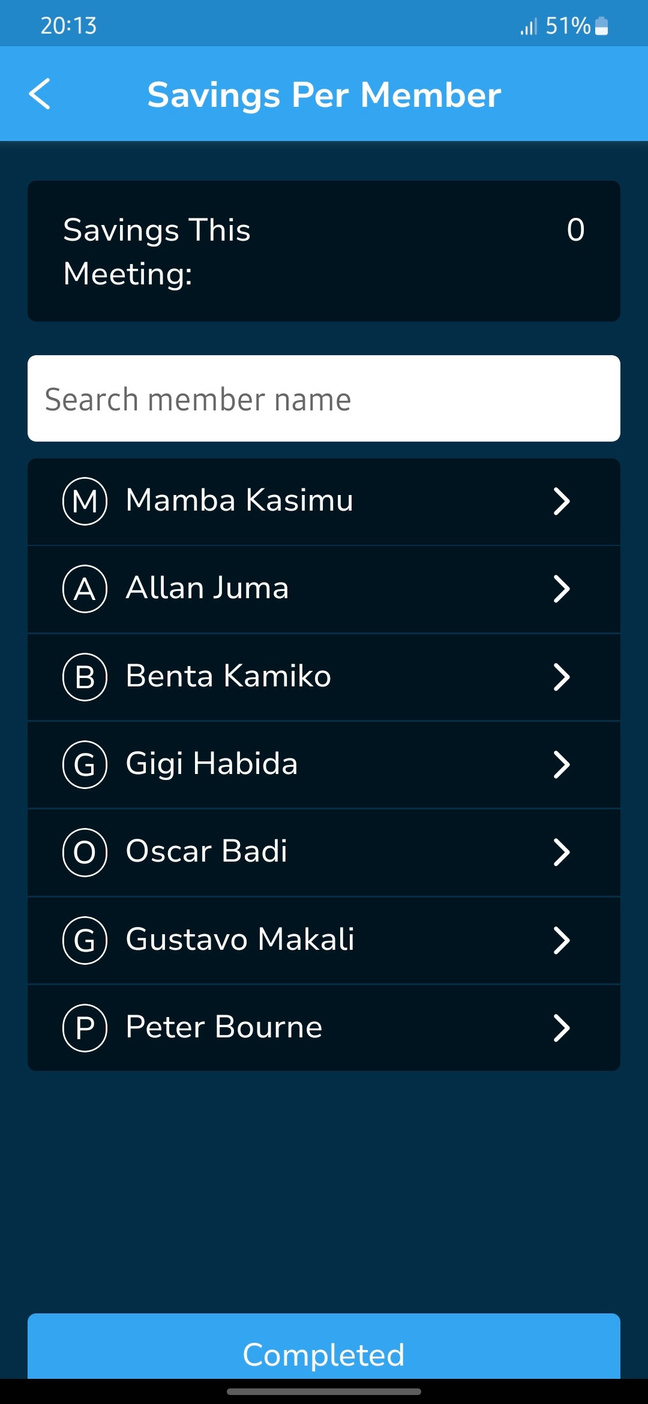 20:13
51%
Savings Per Member
Savings This
0
Meeting:
Search member name
M Mamba Kasimu
A Allan Juma
B Benta Kamiko
G Gigi Habida
O Oscar Badi
G Gustavo Makali
P Peter Bourne
Completed